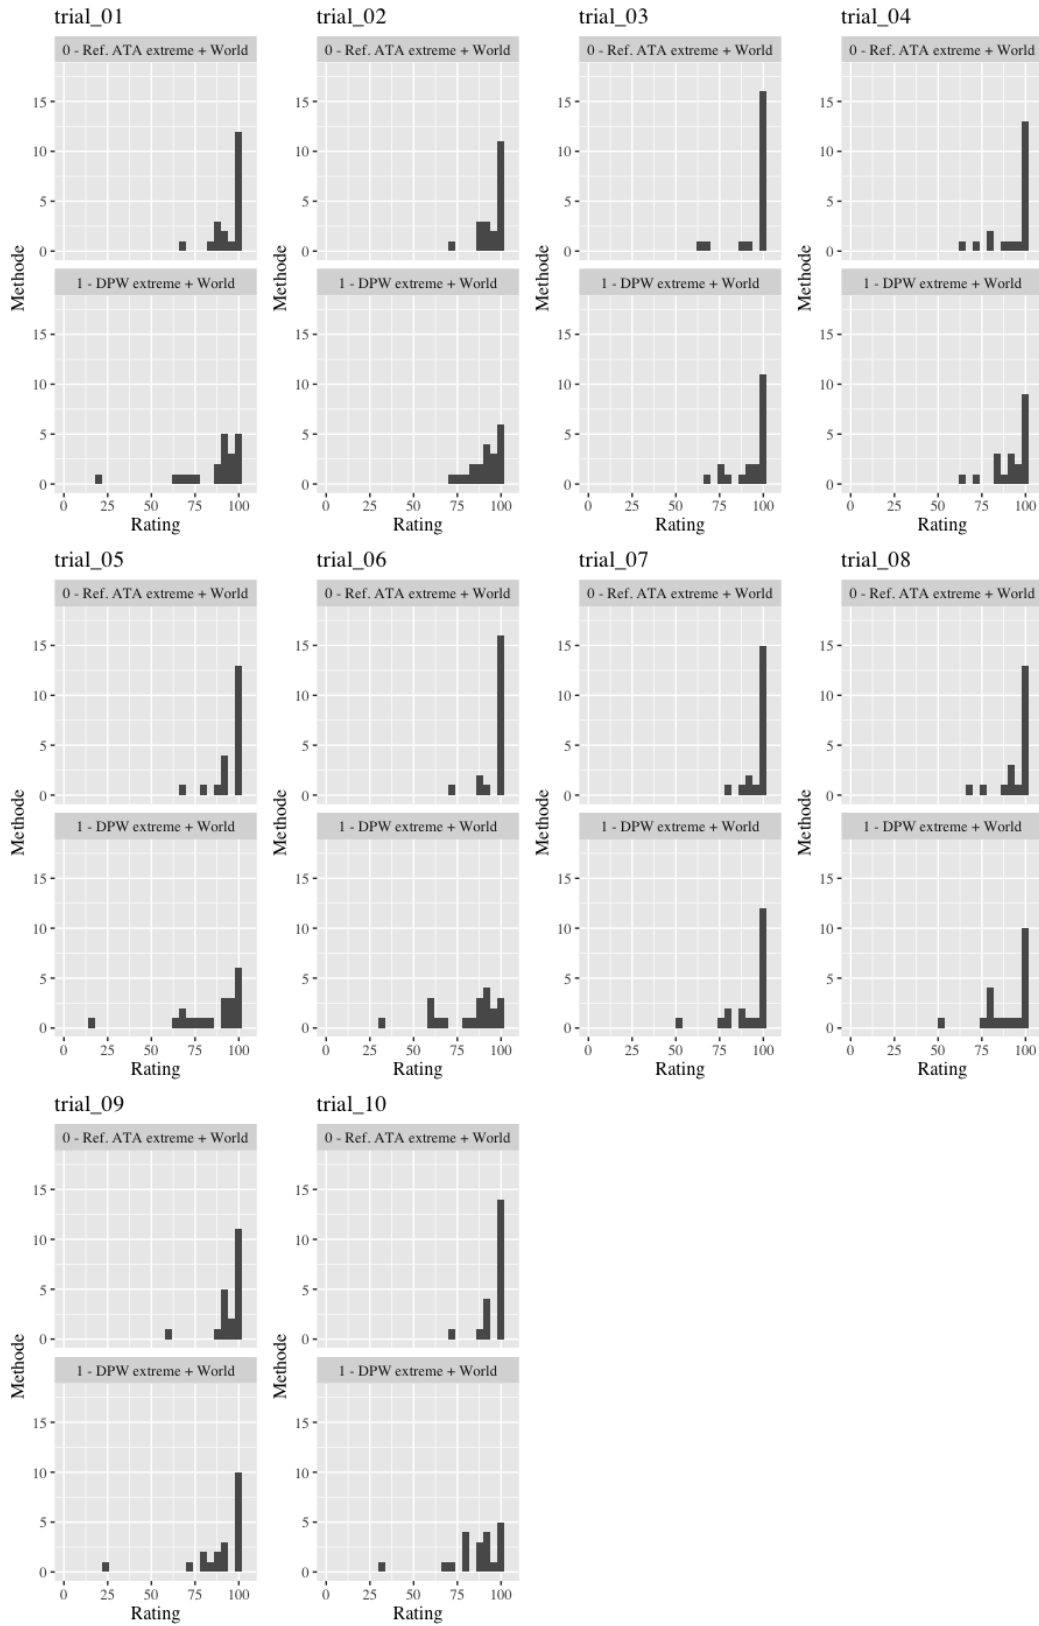 trial_01
trial_02
trial_03
trial_04
0 - Ref. ATA extreme + World
0 - Ref. ATA extreme + World
0 - Ref. ATA extreme + World
0 - Ref. ATA extreme + World
15
10
5
0
15
10
5
0
15
10
5
0
15
10
5
0
Methode
Methode
Methode
Methode
1 - DPW extreme + World
1 - DPW extreme + World
1 - DPW extreme + World
1 - DPW extreme + World
15
10
5
0
15
10
5
0
15
10
5
0
15
10
5
0
0 25 50 75 100
0 25 50 75 100
0 25 50 75 100
0 25 50 75 100
Rating
Rating
Rating
Rating
trial_05
trial_06
trial_07
trial_08
0 - Ref. ATA extreme + World
0 - Ref. ATA extreme + World
0 - Ref. ATA extreme + World
0 - Ref. ATA extreme + World
15
10
5
0
15
10
5
0
15
10
5
0
15
10
5
0
Methode
Methode
Methode
Methode
1 - DPW extreme + World
1 - DPW extreme + World
1 - DPW extreme + World
1 - DPW extreme + World
15
10
5
0
15
10
5
0
15
10
5
0
15
10
5
0
0 25 50 75 100
0 25 50 75 100
0 25 50 75 100
0 25 50 75 100
Rating
Rating
Rating
Rating
trial_09
trial_10
0 - Ref. ATA extreme + World
0 - Ref. ATA extreme + World
15
10
5
0
15
10
5
0
Methode
Methode
1 - DPW extreme + World
1 - DPW extreme + World
15
10
5
0
15
10
5
0
0 25 50 75 100
0 25 50 75 100
Rating
Rating